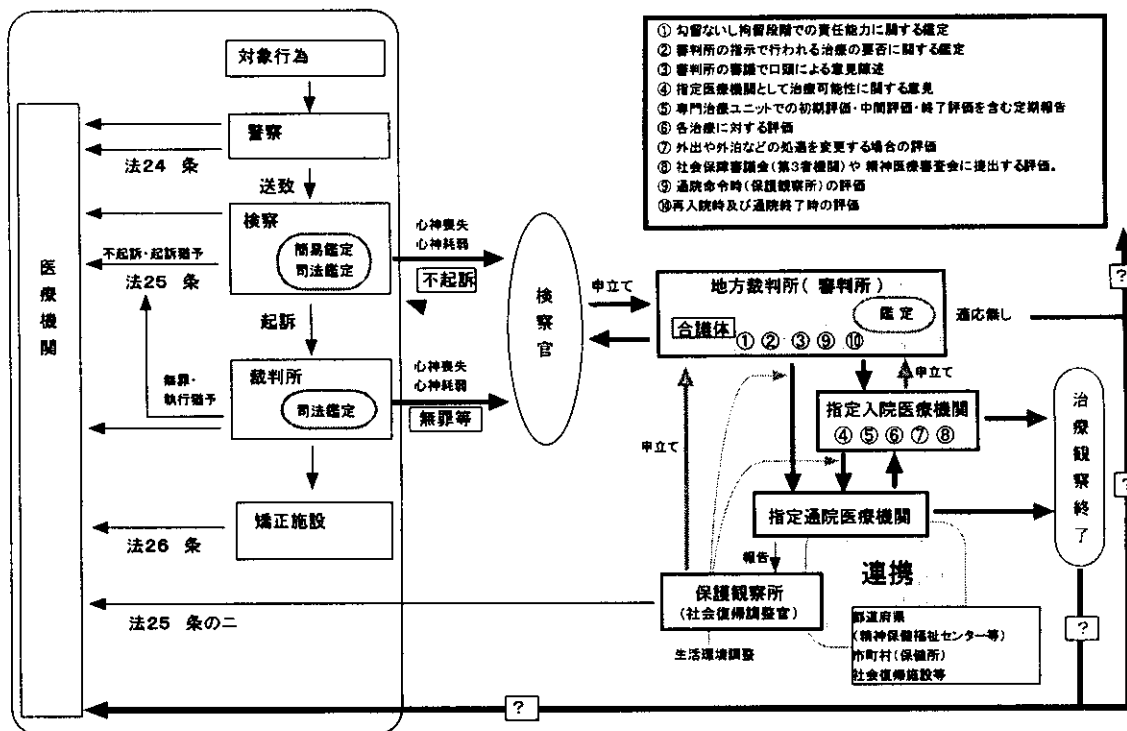 対象行為
警察
法24 条
送致
検察
簡易鑑定
司法鑑定
不起訴・起訴猶予
法25 条
起訴
裁判所
司法鑑定
無罪・
執行猶予
矯正施設
法26 条
法25 条の二
医療機関
心神喪失
心神耗弱
不起訴
心神喪失
心神耗弱
無罪等
検察官
① 勾留ないし拘留段階での責任能力に関する鑑定
② 審判所の指示で行われる治療の要否に関する鑑定
③ 審判所の審議で口頭による意見陳述
④ 指定医療機関として治療可能性に関する意見
⑤ 専門治療ユニットでの初期評価・中間評価・終了評価を含む定期報告
⑥ 各治療に対する評価
⑦ 外出や外泊などの処遇を変更する場合の評価
⑧ 社会保障審議会(第3者機関)や 精神医療審査会に提出する評価。
⑨ 通院命令時(保護観察所)の評価
⑩再入院時及び通院終了時の評価
申立て
地方裁判所( 審判所 )
鑑 定
合議体
① ② ③ ⑨ ⑩
適応無し
?
申立て
指定入院医療機関
④ ⑤ ⑥ ⑦ ⑧
申立て
指定通院医療機関
治療観察終了
?
報告
連携
保護観察所
(社会復帰調整官)
生活環境調整
都道府県
(精神保健福祉センター等)
市町村(保健所)
社会復帰施設等
?
?